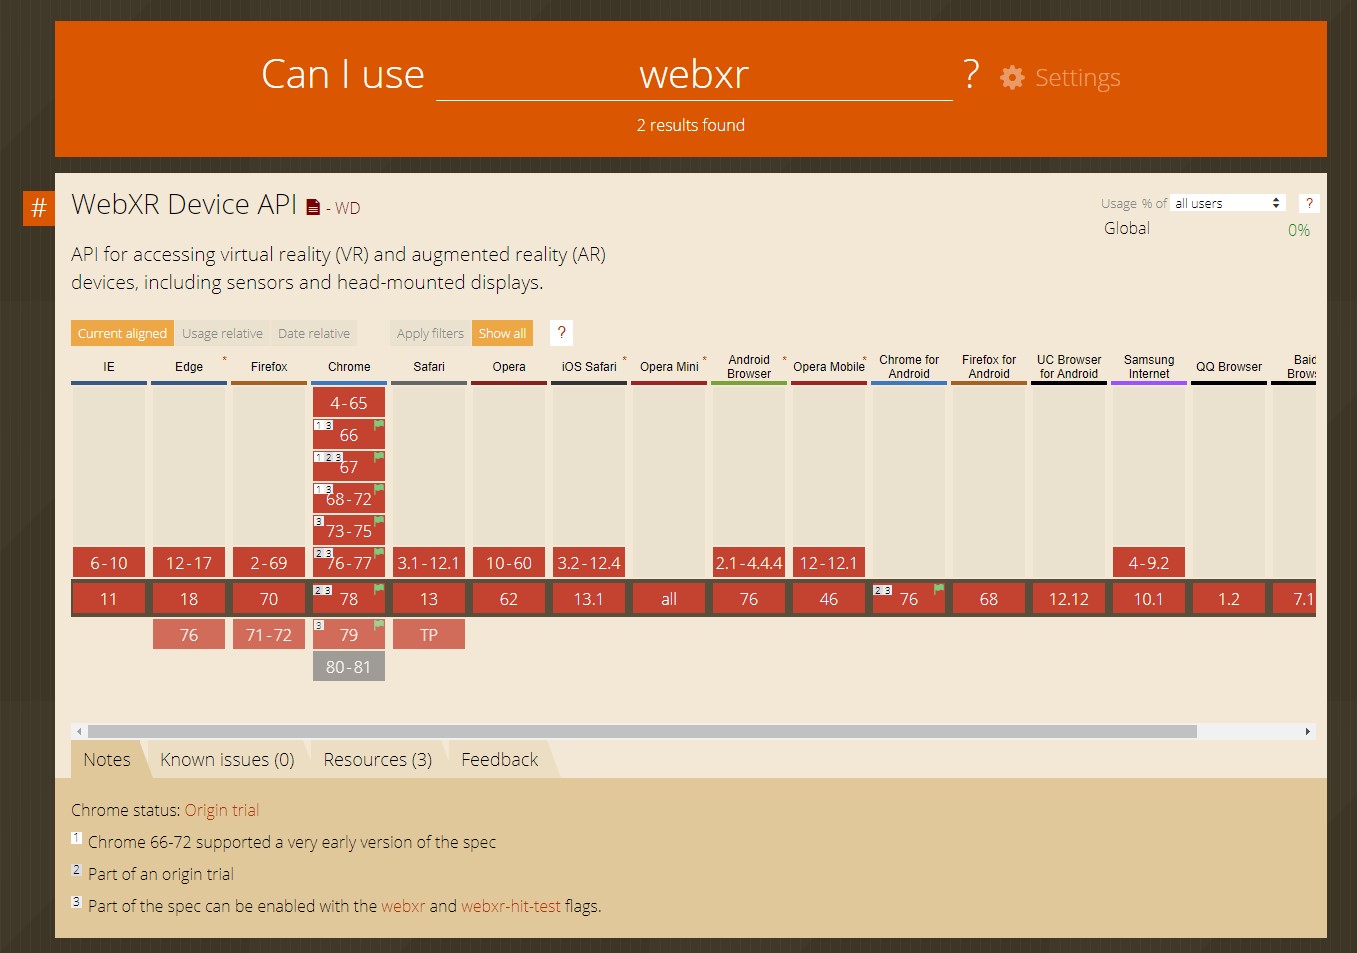 Can I use webxr ? Settings
2 results found
# WebXR Device API - WD
Usage % of all users ?
Global 0%
API for accessing virtual reality (VR) and augmented reality (AR)
devices, including sensors and head-mounted displays.
Current aligned Usage relative Date relative Apply filters Show all ?
IE Edge * Firefox Chrome Safari Opera iOS Safari * Opera Mini * Android Browser * Opera Mobile * Chrome for Android Firefox for Android UC Browser for Android Samsung Internet QQ Browser
4-65
1 3 66
1 2 3 67
1 3 68-72
3 73-75
6-10 12-17 2-69 2 3 76-77 3.1-12.1 10-60 3.2-12.4 2.1-4.4.4 12-12.1 4-9.2
11 18 70 2 3 78 13 62 13.1 all 76 46 2 3 76 68 12.12 10.1 1.2 7.1
76 71-72 3 79 TP
80-81
Notes Known issues (0) Resources (3) Feedback
Chrome status: Origin trial
1 Chrome 66-72 supported a very early version of the spec
2 Part of an origin trial
3 Part of the spec can be enabled with the webxr and webxr-hit-test flags.